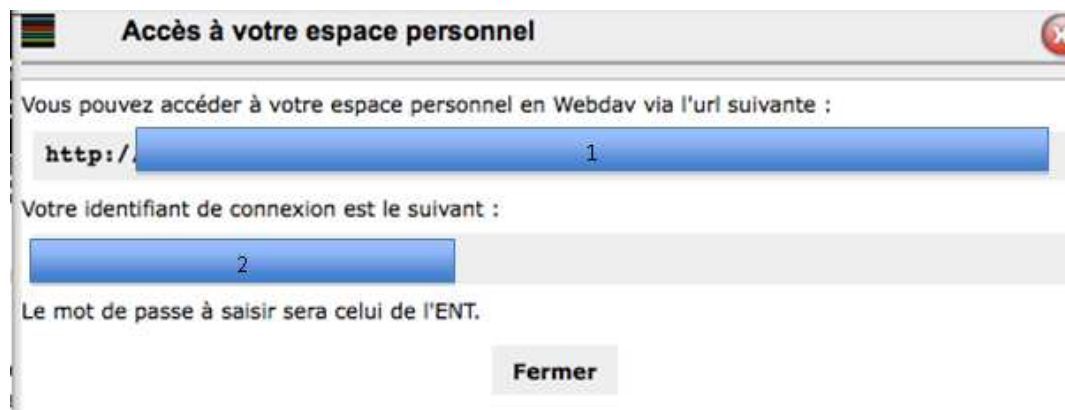 Accès à votre espace personnel
Vous pouvez accéder à votre espace personnel en Webdav via l'url suivante :
http:/ 1
Votre identifiant de connexion est le suivant :
2
Le mot de passe à saisir sera celui de l'ENT.
Fermer